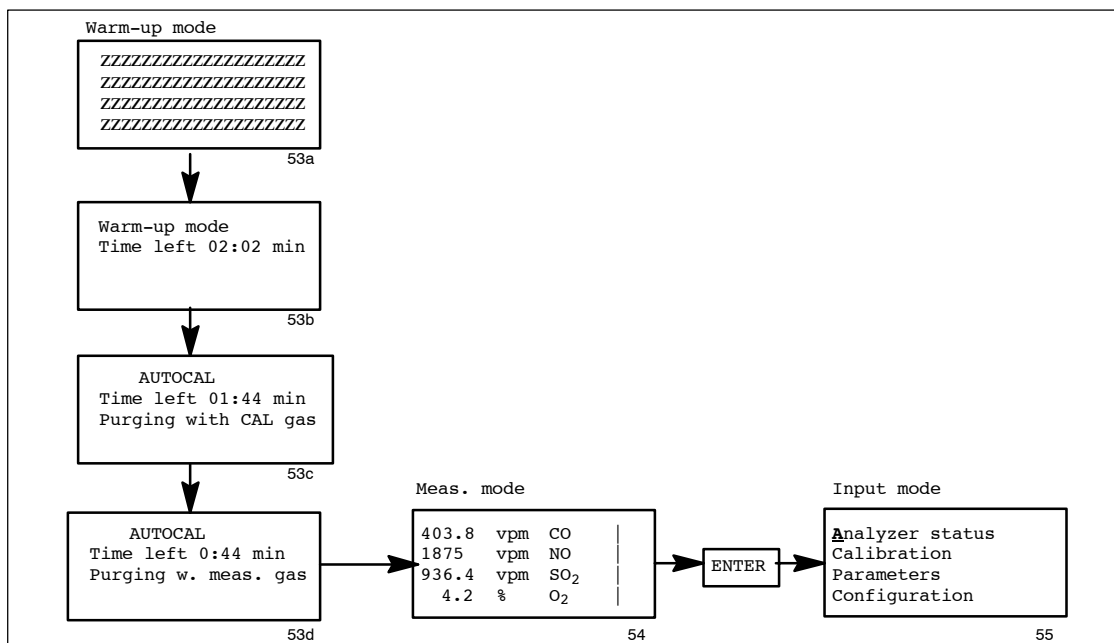 Warm-up mode
ZZZZZZZZZZZZZZZZZZZZ
ZZZZZZZZZZZZZZZZZZZZ
ZZZZZZZZZZZZZZZZZZZZ
ZZZZZZZZZZZZZZZZZZZZ
53a
Warm-up mode
Time left 02:02 min
53b
AUTOCAL
Time left 01:44 min
Purging with CAL gas
53c
AUTOCAL
Time left 0:44 min
Purging w. meas. gas
53d
Meas. mode
403.8 vpm CO |
1875 vpm NO |
936.4 vpm SO2 |
4.2 % O2 |
54
ENTER
Input mode
Analyzer status
Calibration
Parameters
Configuration
55